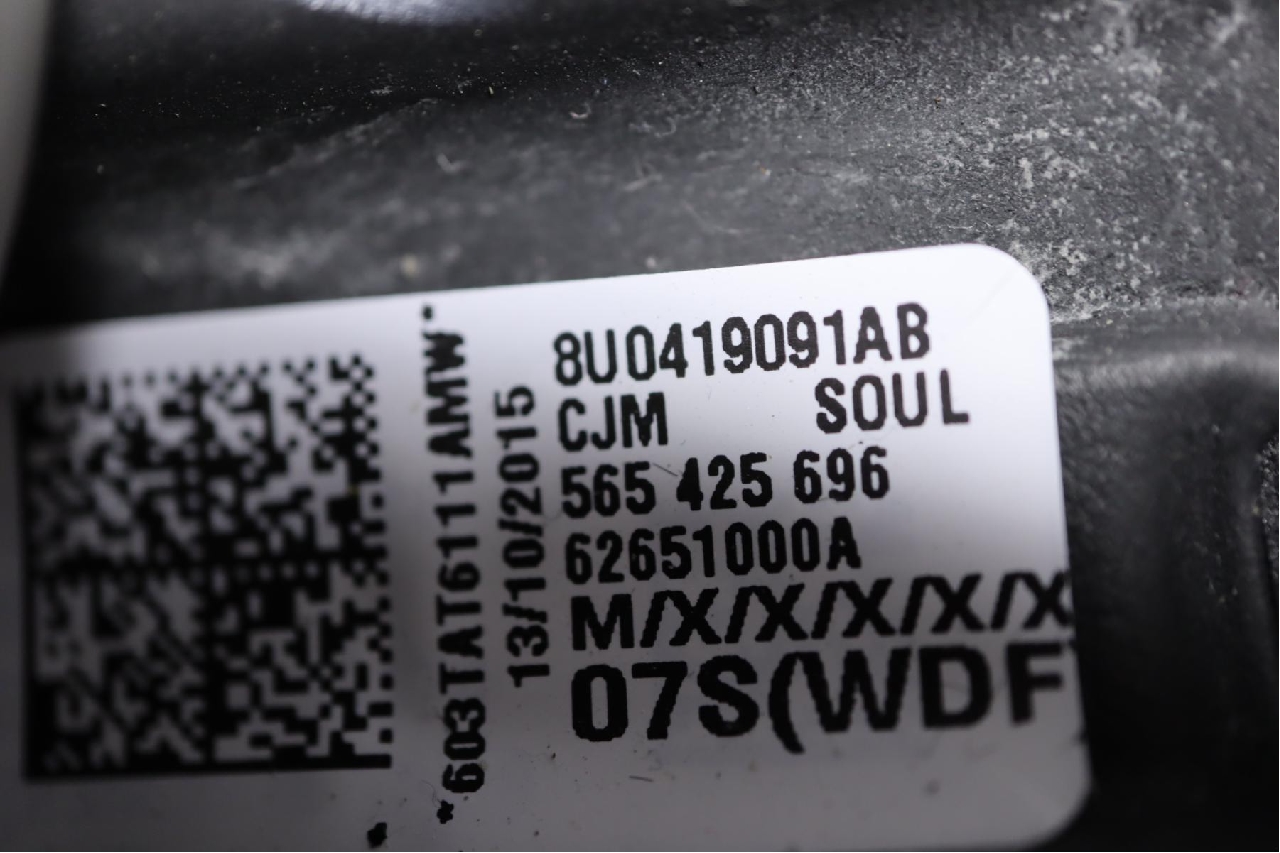 *603TAT6111AMW*
13/10/2015
8U0419091AB
CJM SOUL
565 425 696
62651000A
M/X/X/X/X/X
07S(WDF